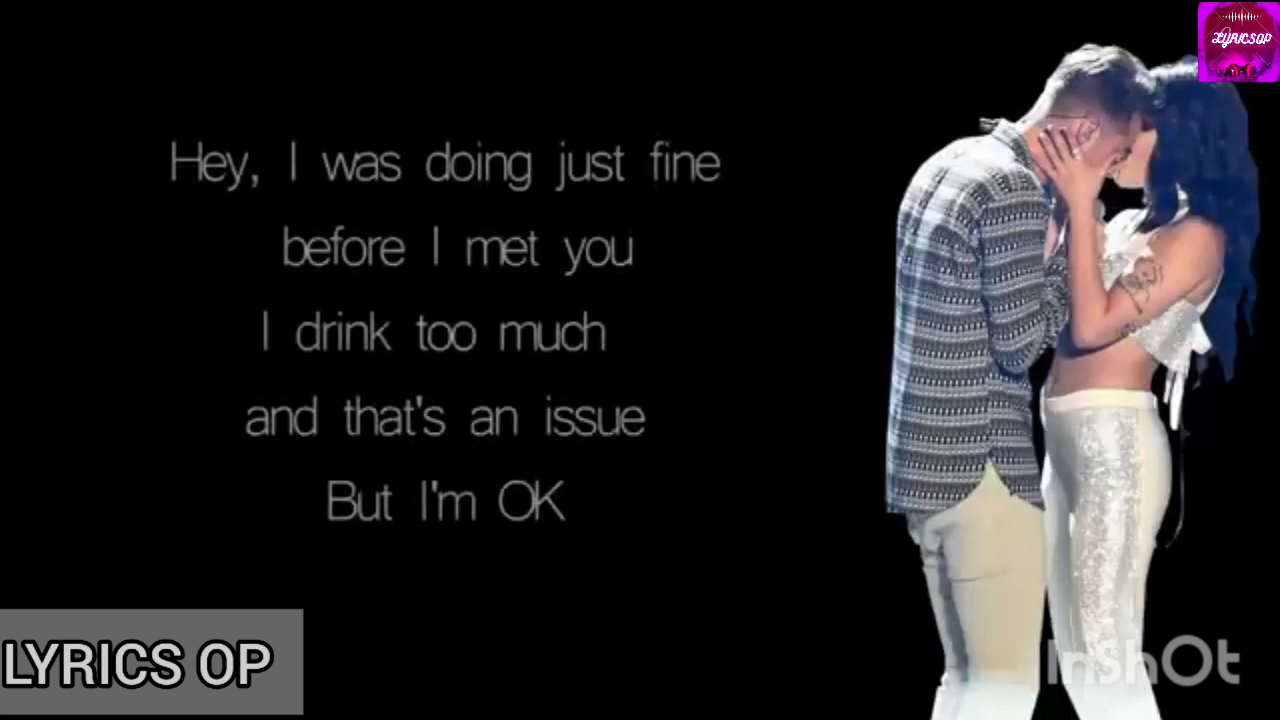 LYRICSOP
Hey, I was doing just fine
before I met you
I drink too much
and that's an issue
But I'm OK
LYRICS OP
InShOt